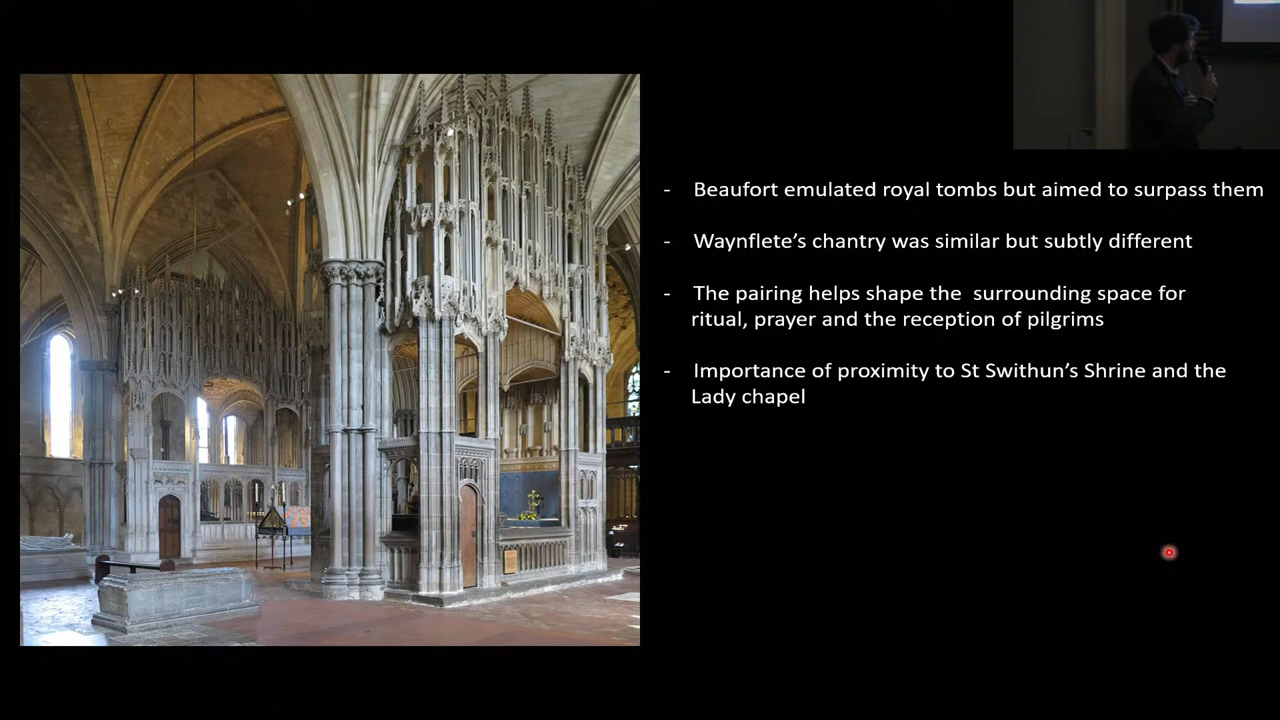 - Beaufort emulated royal tombs but aimed to surpass them
- Waynflete’s chantry was similar but subtly different
- The pairing helps shape the surrounding space for
ritual, prayer and the reception of pilgrims
- Importance of proximity to St Swithun’s Shrine and the
Lady chapel